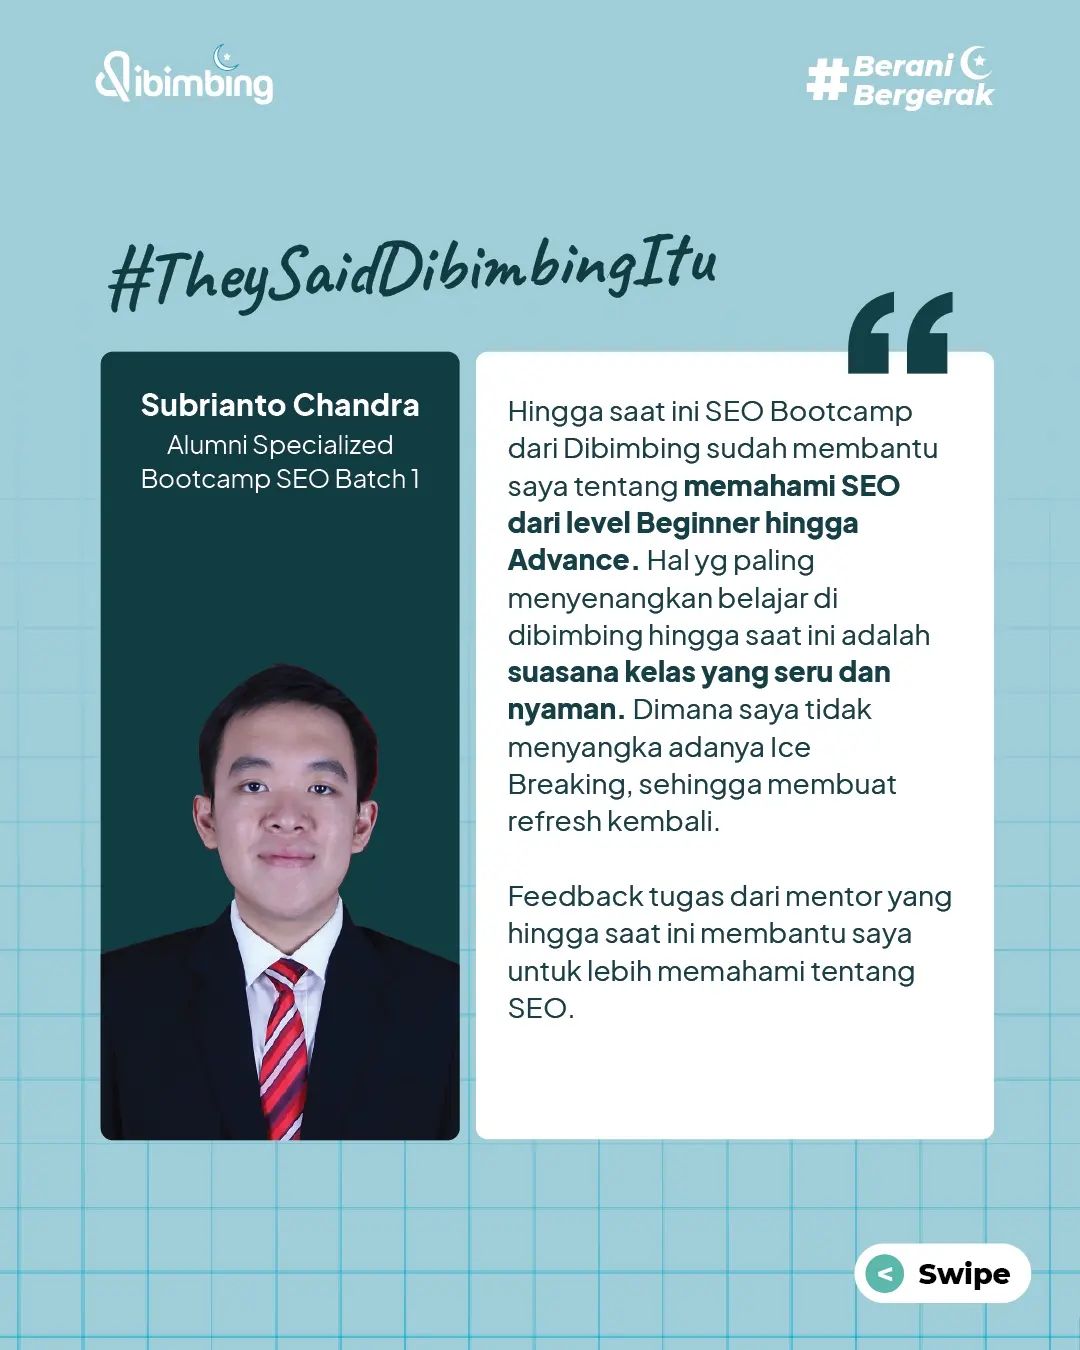 Dibimbing
#Berani
Bergerak
#TheySaidDibimbingItu
Subrianto Chandra
Alumni Specialized
Bootcamp SEO Batch 1
Hingga saat ini SEO Bootcamp
dari Dibimbing sudah membantu
saya tentang memahami SEO
dari level Beginner hingga
Advance. Hal yg paling
menyenangkan belajar di
dibimbing hingga saat ini adalah
suasana kelas yang seru dan
nyaman. Dimana saya tidak
menyangka adanya Ice
Breaking, sehingga membuat
refresh kembali.
Feedback tugas dari mentor yang
hingga saat ini membantu saya
untuk lebih memahami tentang
SEO.
< Swipe